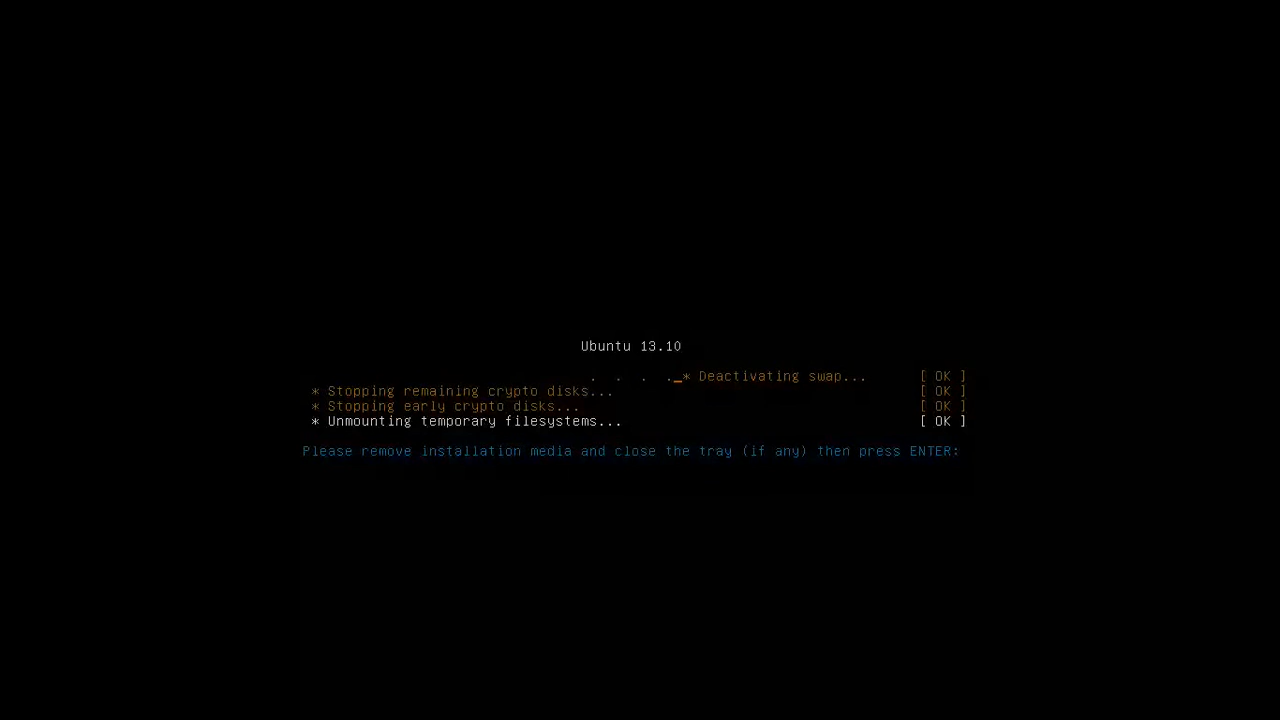 Ubuntu 13.10
. . . ._* Deactivating swap... [ OK ]
* Stopping remaining crypto disks... [ OK ]
* Stopping early crypto disks... [ OK ]
* Unmounting temporary filesystems... [ OK ]
Please remove installation media and close the tray (if any) then press ENTER: